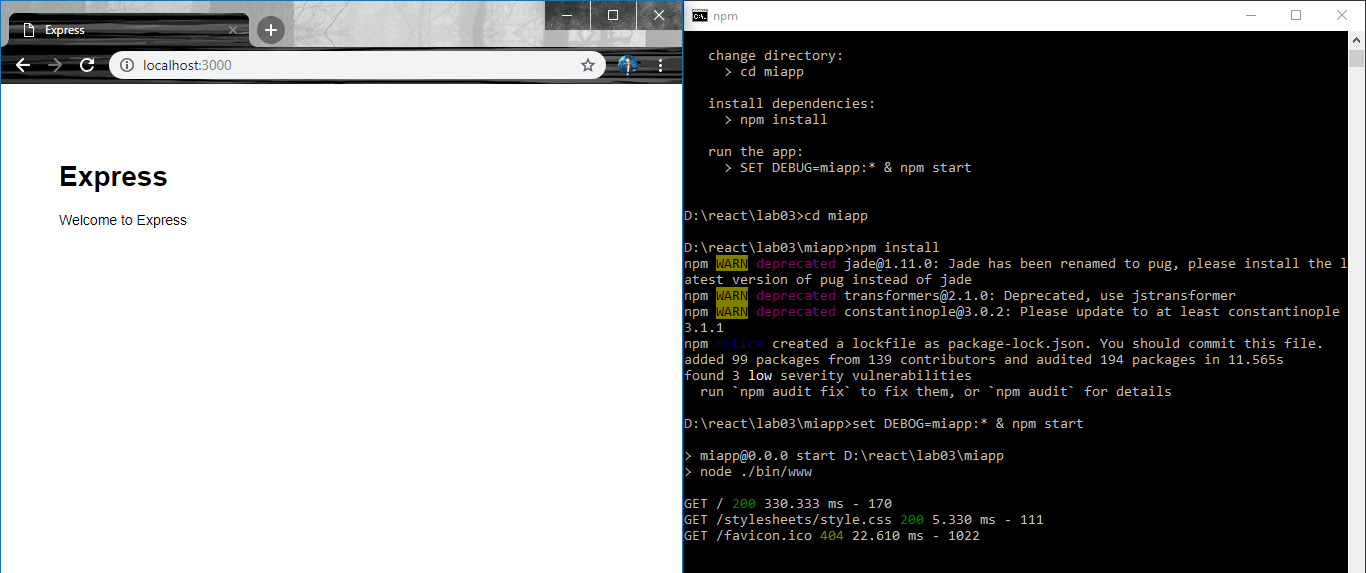 Express
localhost:3000
Express
Welcome to Express
npm
change directory:
> cd miapp
install dependencies:
> npm install
run the app:
> SET DEBUG=miapp:* & npm start
D:\react\lab03>cd miapp
D:\react\lab03\miapp>npm install
npm WARN deprecated jade@1.11.0: Jade has been renamed to pug, please install the l
atest version of pug instead of jade
npm WARN deprecated transformers@2.1.0: Deprecated, use jstransformer
npm WARN deprecated constantinople@3.0.2: Please update to at least constantinople
3.1.1
npm notice created a lockfile as package-lock.json. You should commit this file.
added 99 packages from 139 contributors and audited 194 packages in 11.565s
found 3 low severity vulnerabilities
run `npm audit fix` to fix them, or `npm audit` for details
D:\react\lab03\miapp>set DEBOG=miapp:* & npm start
> miapp@0.0.0 start D:\react\lab03\miapp
> node ./bin/www
GET / 200 330.333 ms - 170
GET /stylesheets/style.css 200 5.330 ms - 111
GET /favicon.ico 404 22.610 ms - 1022